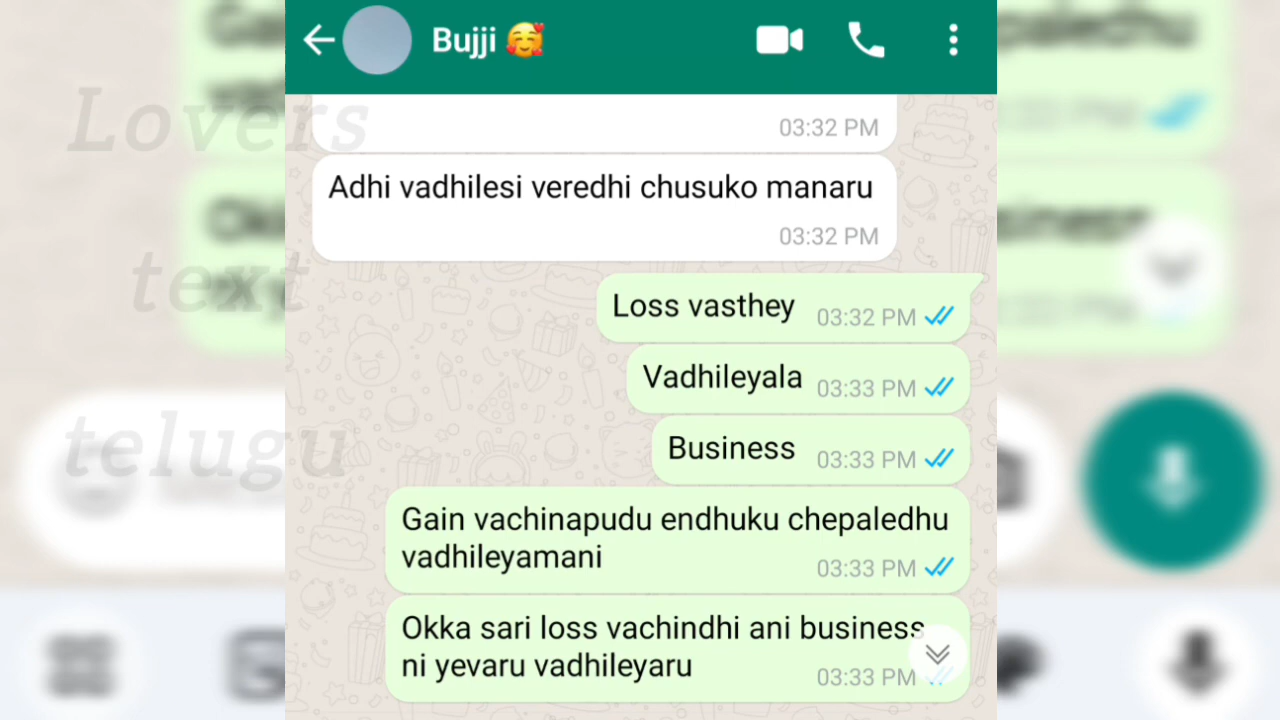 Bujji 🥰
03:32 PM
Adhi vadhilesi veredhi chusuko manaru
03:32 PM
Loss vasthey 03:32 PM
Vadhileyala 03:33 PM
Business 03:33 PM
Gain vachinapudu endhuku chepaledhu
vadhileyamani 03:33 PM
Okka sari loss vachindhi ani business
ni yevaru vadhileyaru 03:33 PM
Lovers
text
telugu